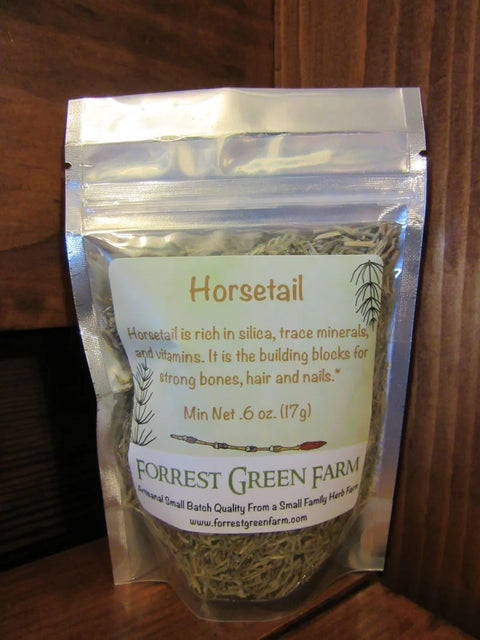 Horsetail
Horsetail is rich in silica, trace minerals,
and vitamins. It is the building blocks for
strong bones, hair and nails.*
Min Net .6 oz. (17g)
FORREST GREEN FARM
Artisanal Small Batch Quality From a Small Family Herb Farm
www.forrestgreenfarm.com